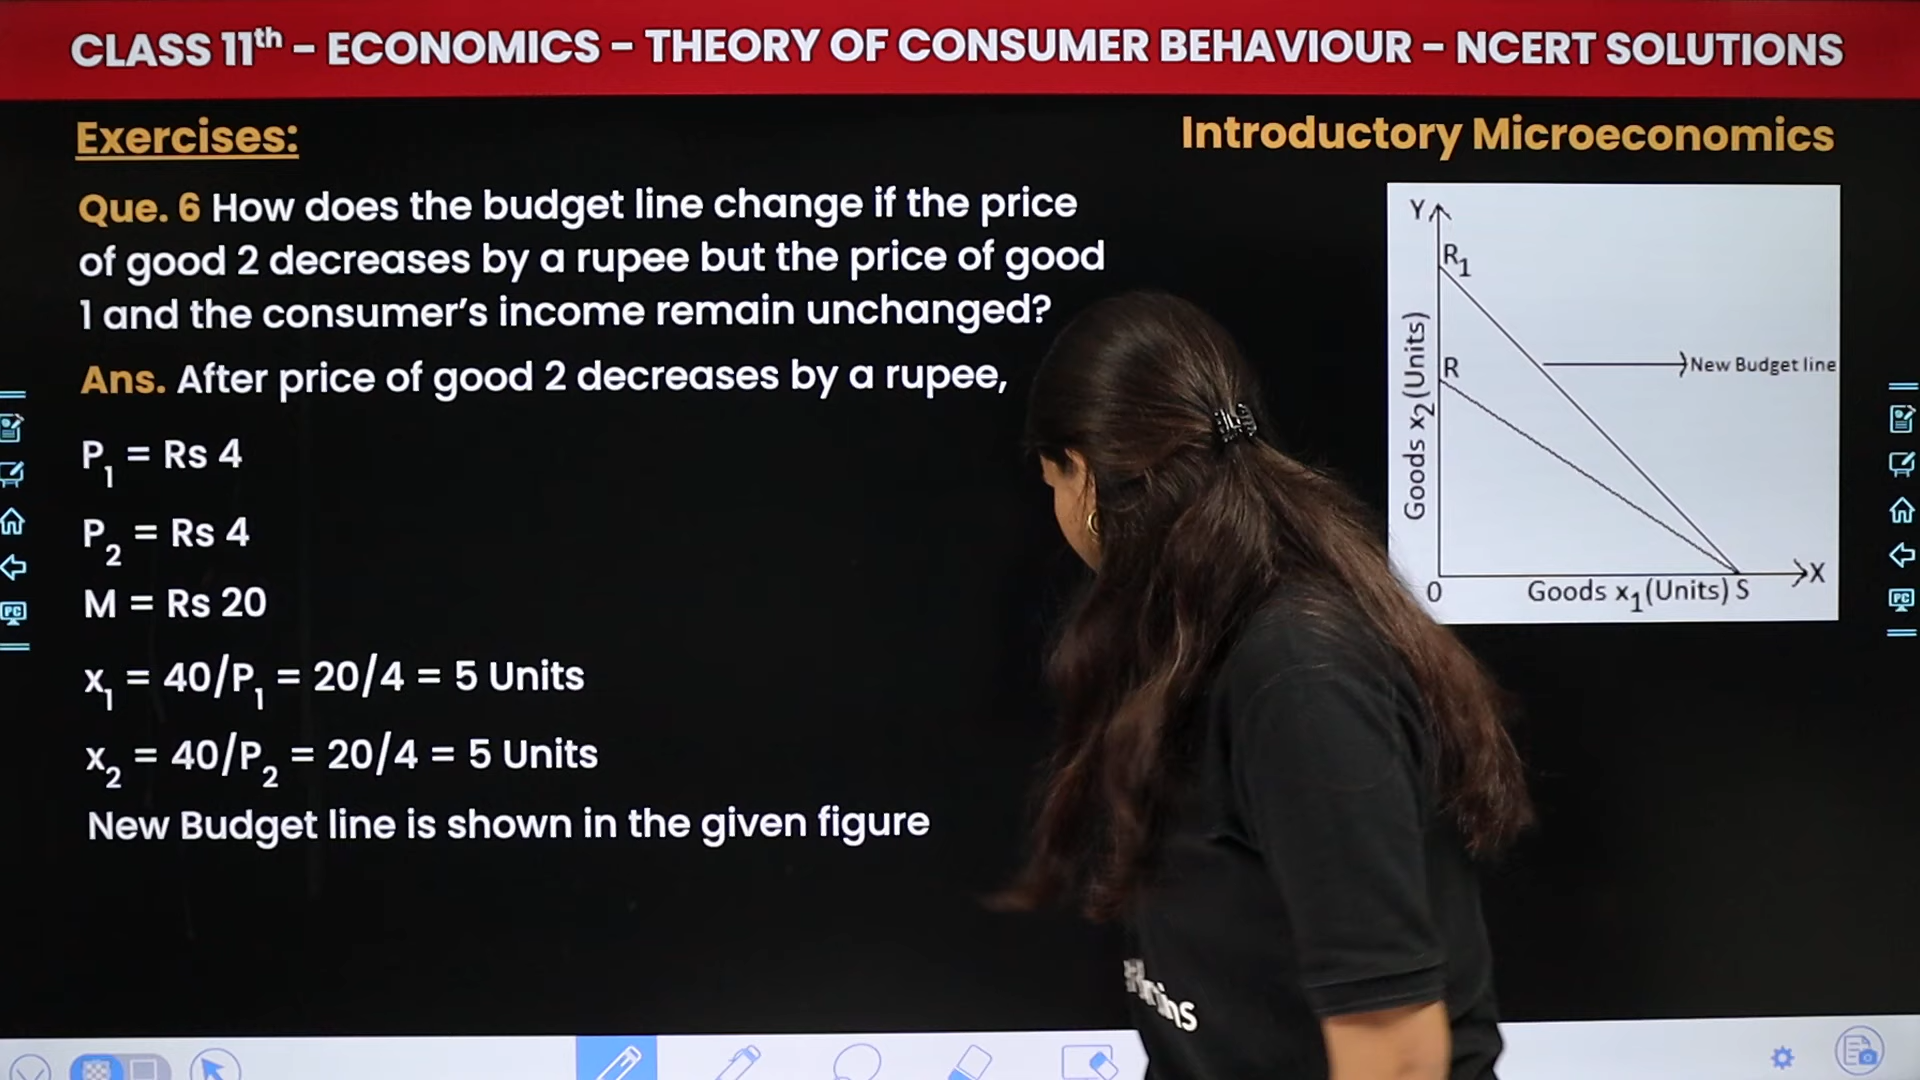 CLASS 11th – ECONOMICS – THEORY OF CONSUMER BEHAVIOUR – NCERT SOLUTIONS
Exercises:
Introductory Microeconomics
Que. 6 How does the budget line change if the price
of good 2 decreases by a rupee but the price of good
1 and the consumer's income remain unchanged?
Ans. After price of good 2 decreases by a rupee,
P₁ = Rs 4
P₂ = Rs 4
M = Rs 20
x₁ = 40/P₁ = 20/4 = 5 Units
x₂ = 40/P₂ = 20/4 = 5 Units
New Budget line is shown in the given figure
Y
R₁
R
New Budget line
Goods x₂ (Units)
0
Goods x₁ (Units) S
X
PC
PC